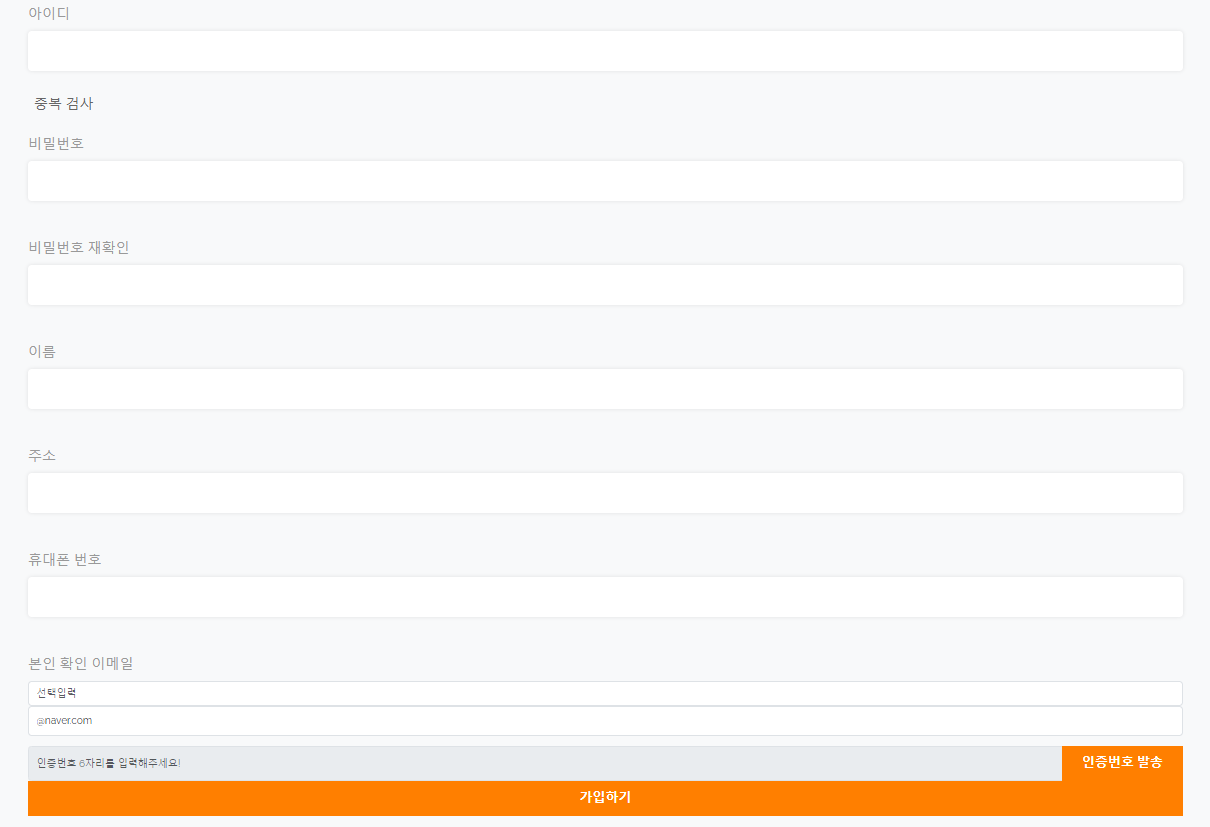 아이디
중복 검사
비밀번호
비밀번호 재확인
이름
주소
휴대폰 번호
본인 확인 이메일
선택입력
@naver.com
인증번호 6자리를 입력해주세요!
인증번호 발송
가입하기